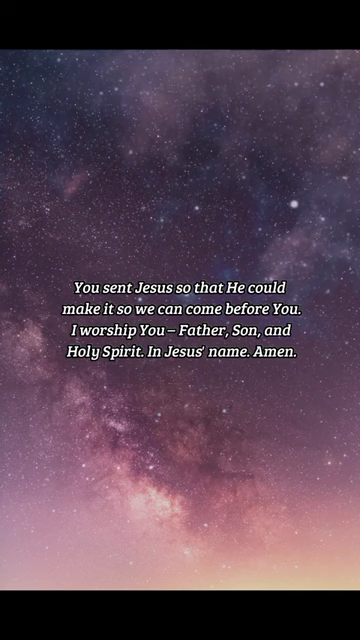 You sent Jesus so that He could
make it so we can come before You.
I worship You – Father, Son, and
Holy Spirit. In Jesus' name. Amen.